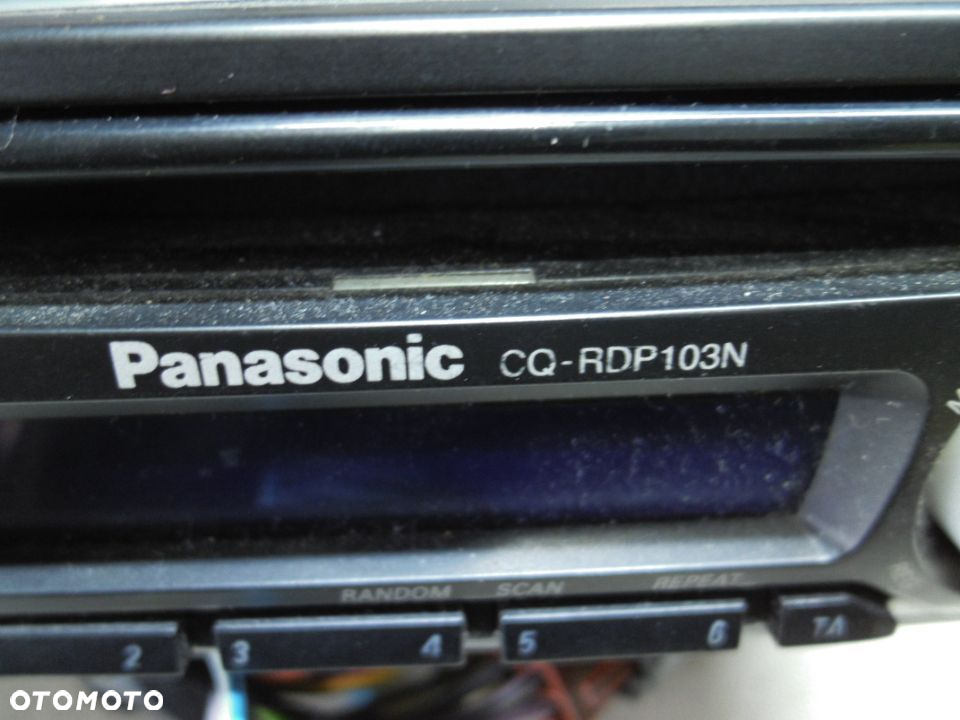 Panasonic CQ-RDP103N
RANDOM SCAN REPEAT
2 3 4 5 6 TA
OTOMOTO